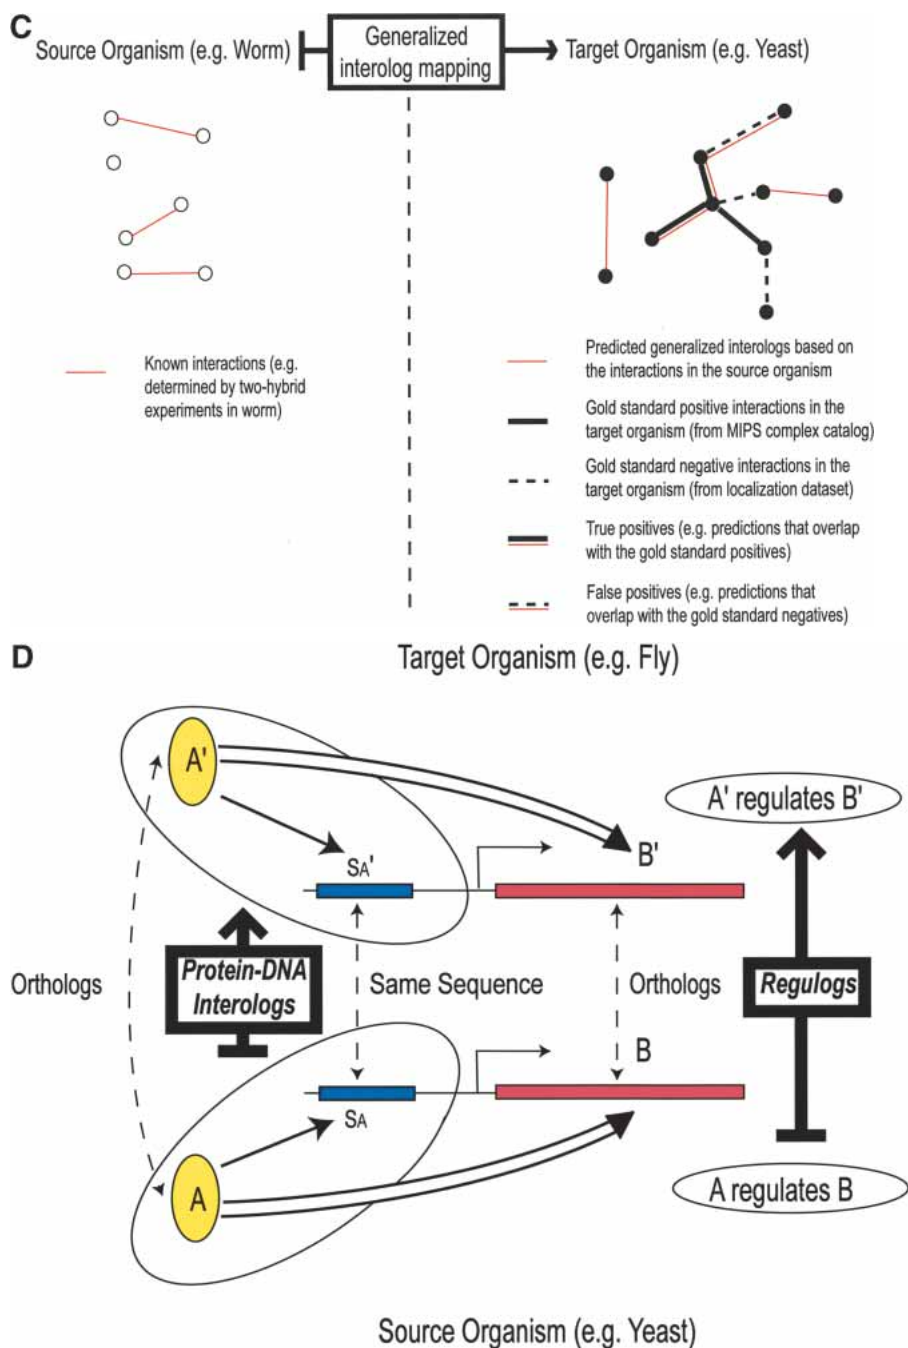 C
Source Organism (e.g. Worm)
Generalized
interolog mapping
Target Organism (e.g. Yeast)
Known interactions (e.g.
determined by two-hybrid
experiments in worm)
Predicted generalized interologs based on
the interactions in the source organism
Gold standard positive interactions in the
target organism (from MIPS complex catalog)
Gold standard negative interactions in the
target organism (from localization dataset)
True positives (e.g. predictions that overlap
with the gold standard positives)
False positives (e.g. predictions that
overlap with the gold standard negatives)
D
Target Organism (e.g. Fly)
A'
A' regulates B'
SA'
B'
Orthologs
Protein-DNA
Interologs
Same Sequence
Orthologs
Regulogs
B
SA
A
A regulates B
Source Organism (e.g. Yeast)